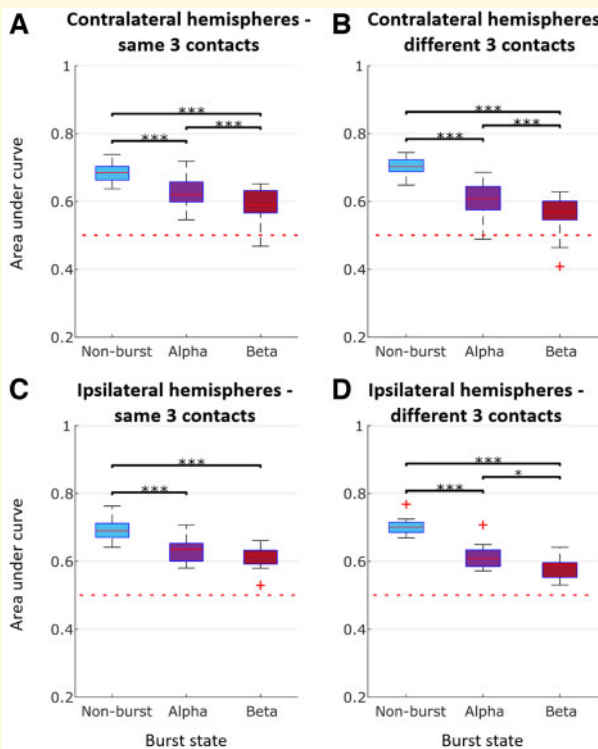 A
Contralateral hemispheres -
same 3 contacts
Area under curve
1
0.8
0.6
0.4
0.2
***
***
***
Non-burst Alpha Beta
B
Contralateral hemispheres
different 3 contacts
1
0.8
0.6
0.4
0.2
***
***
***
Non-burst Alpha Beta
C
Ipsilateral hemispheres -
same 3 contacts
Area under curve
1
0.8
0.6
0.4
0.2
***
***
Non-burst Alpha Beta
Burst state
D
Ipsilateral hemispheres -
different 3 contacts
1
0.8
0.6
0.4
0.2
***
*
***
Non-burst Alpha Beta
Burst state